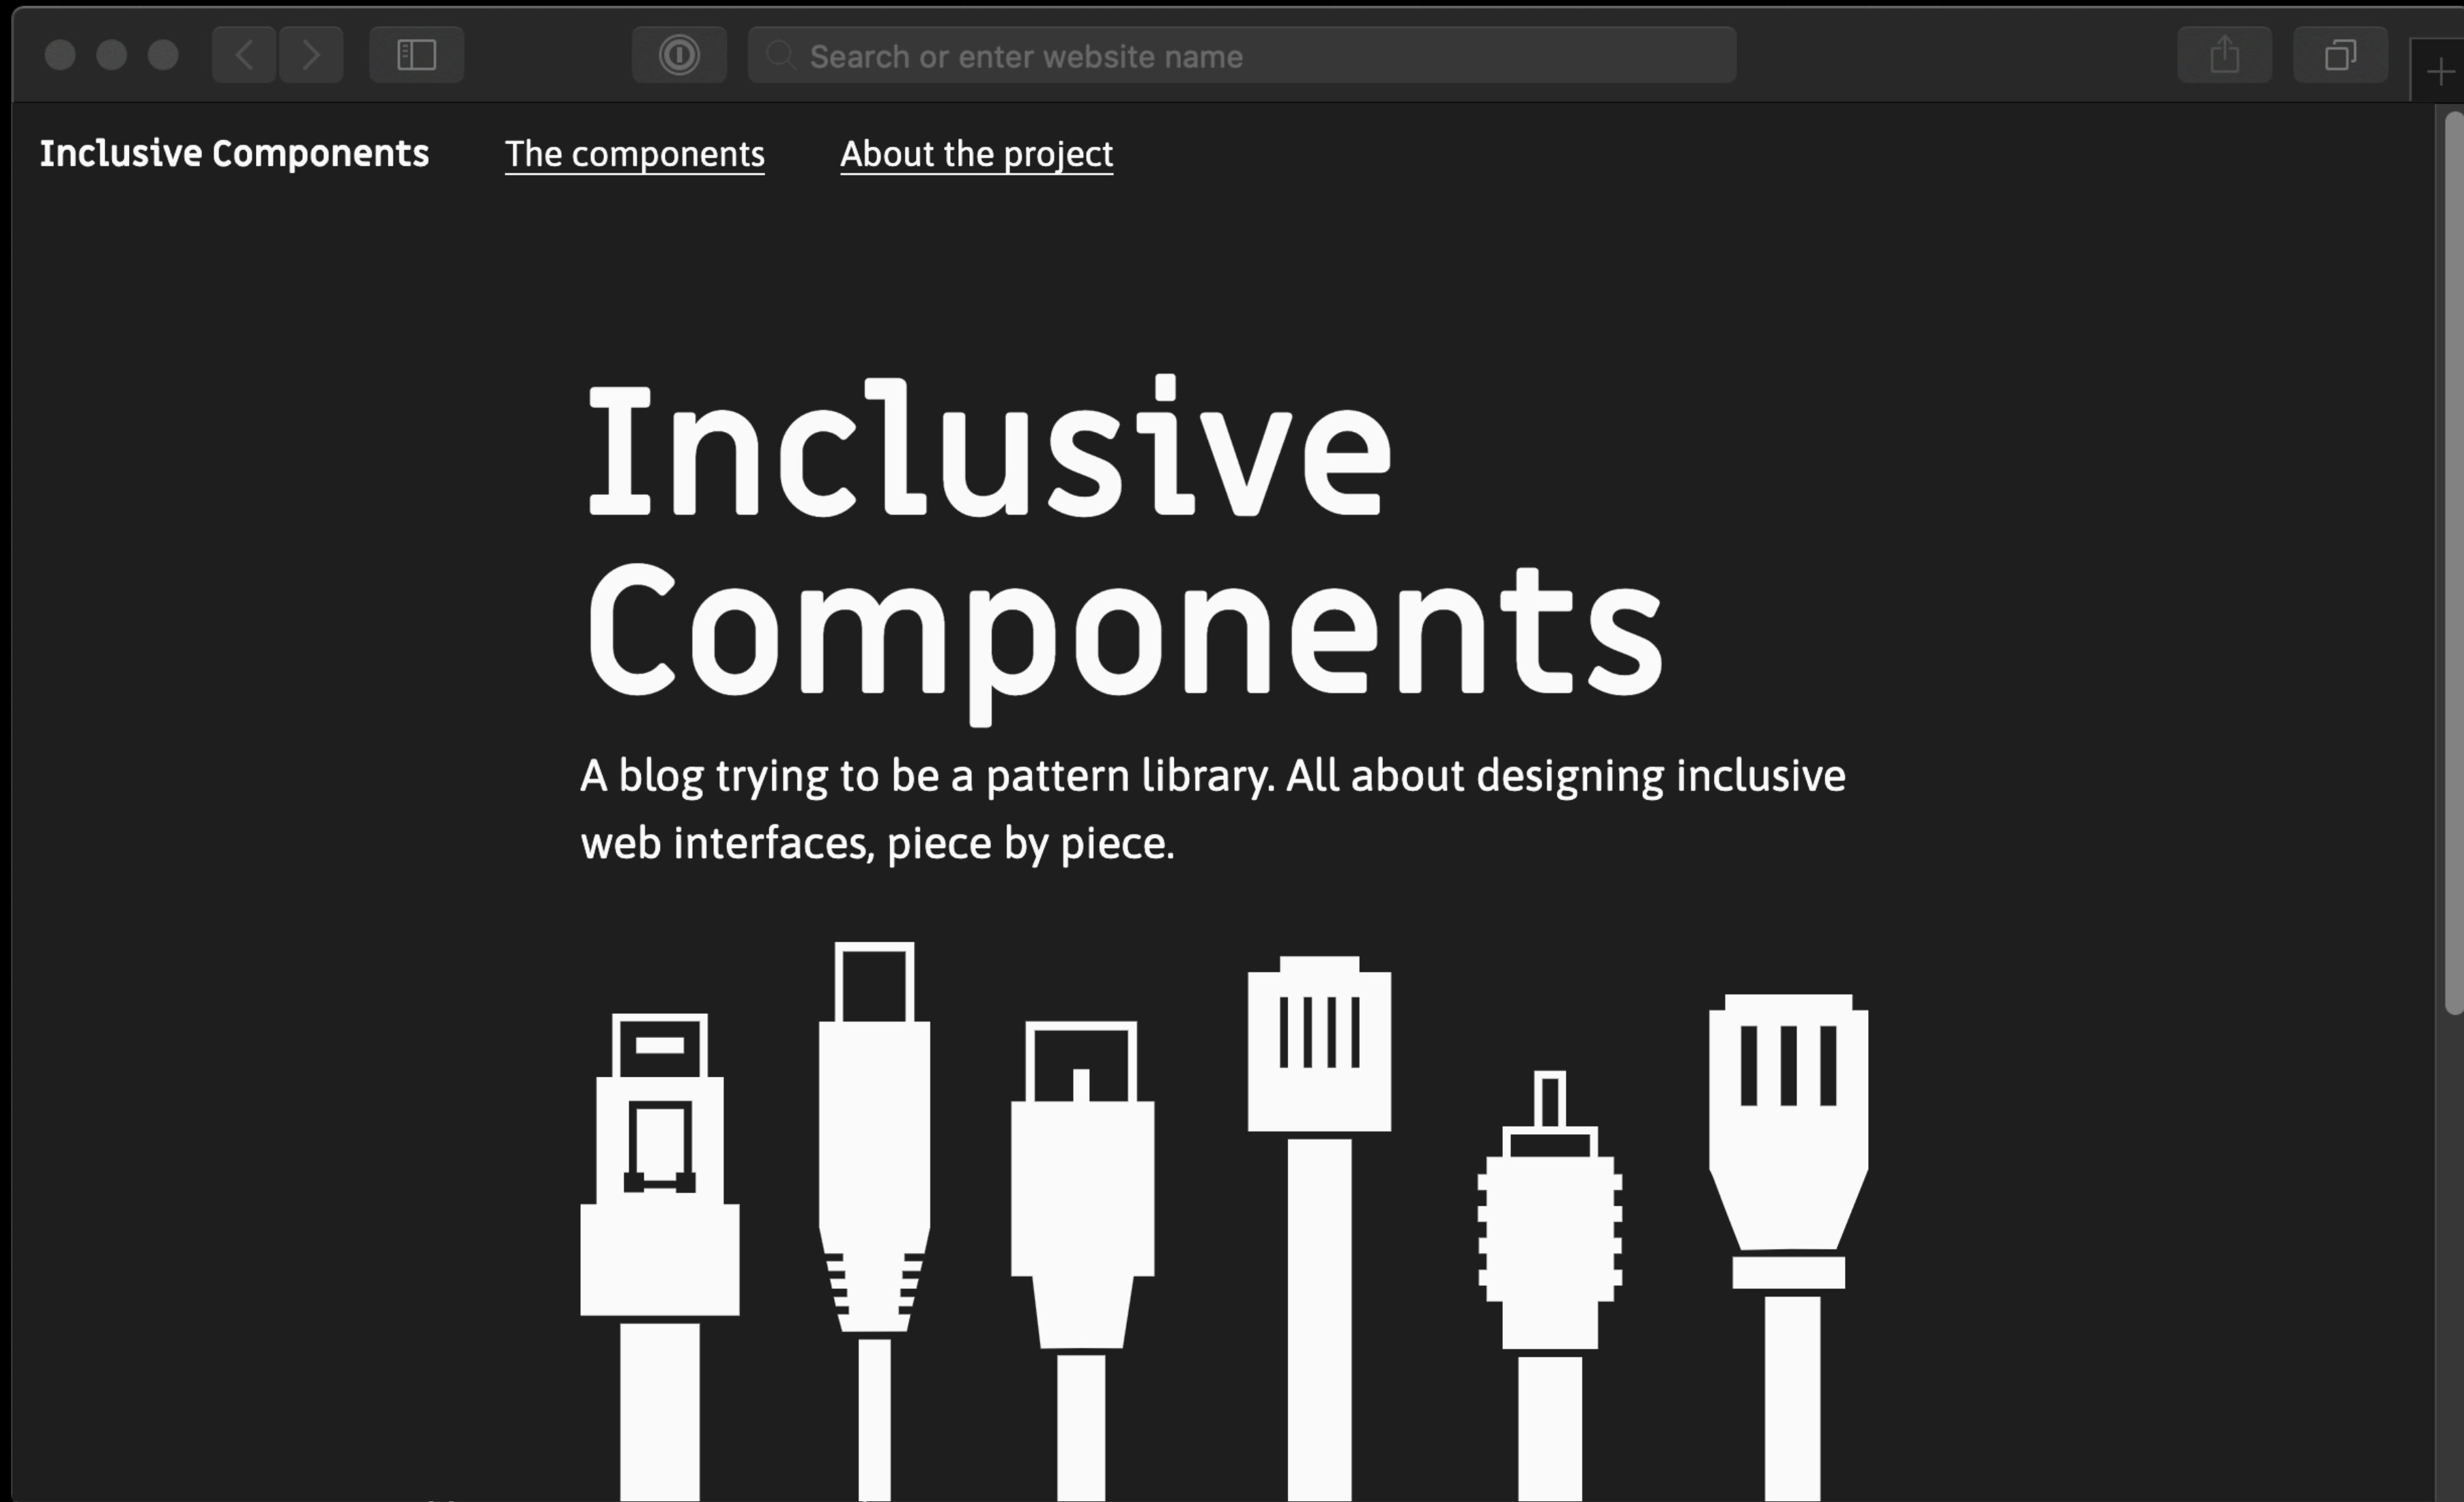 Search or enter website name
Inclusive Components The components About the project
Inclusive
Components
A blog trying to be a pattern library. All about designing inclusive
web interfaces, piece by piece.